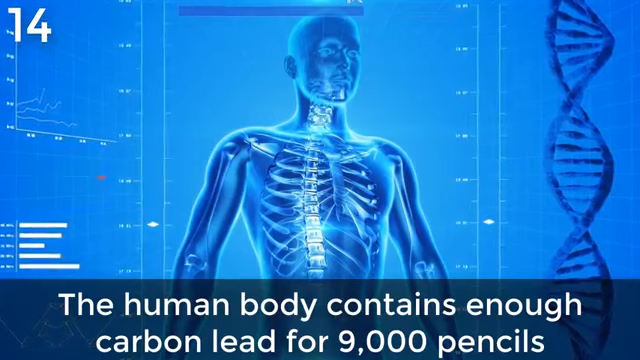 14
The human body contains enough
carbon lead for 9,000 pencils